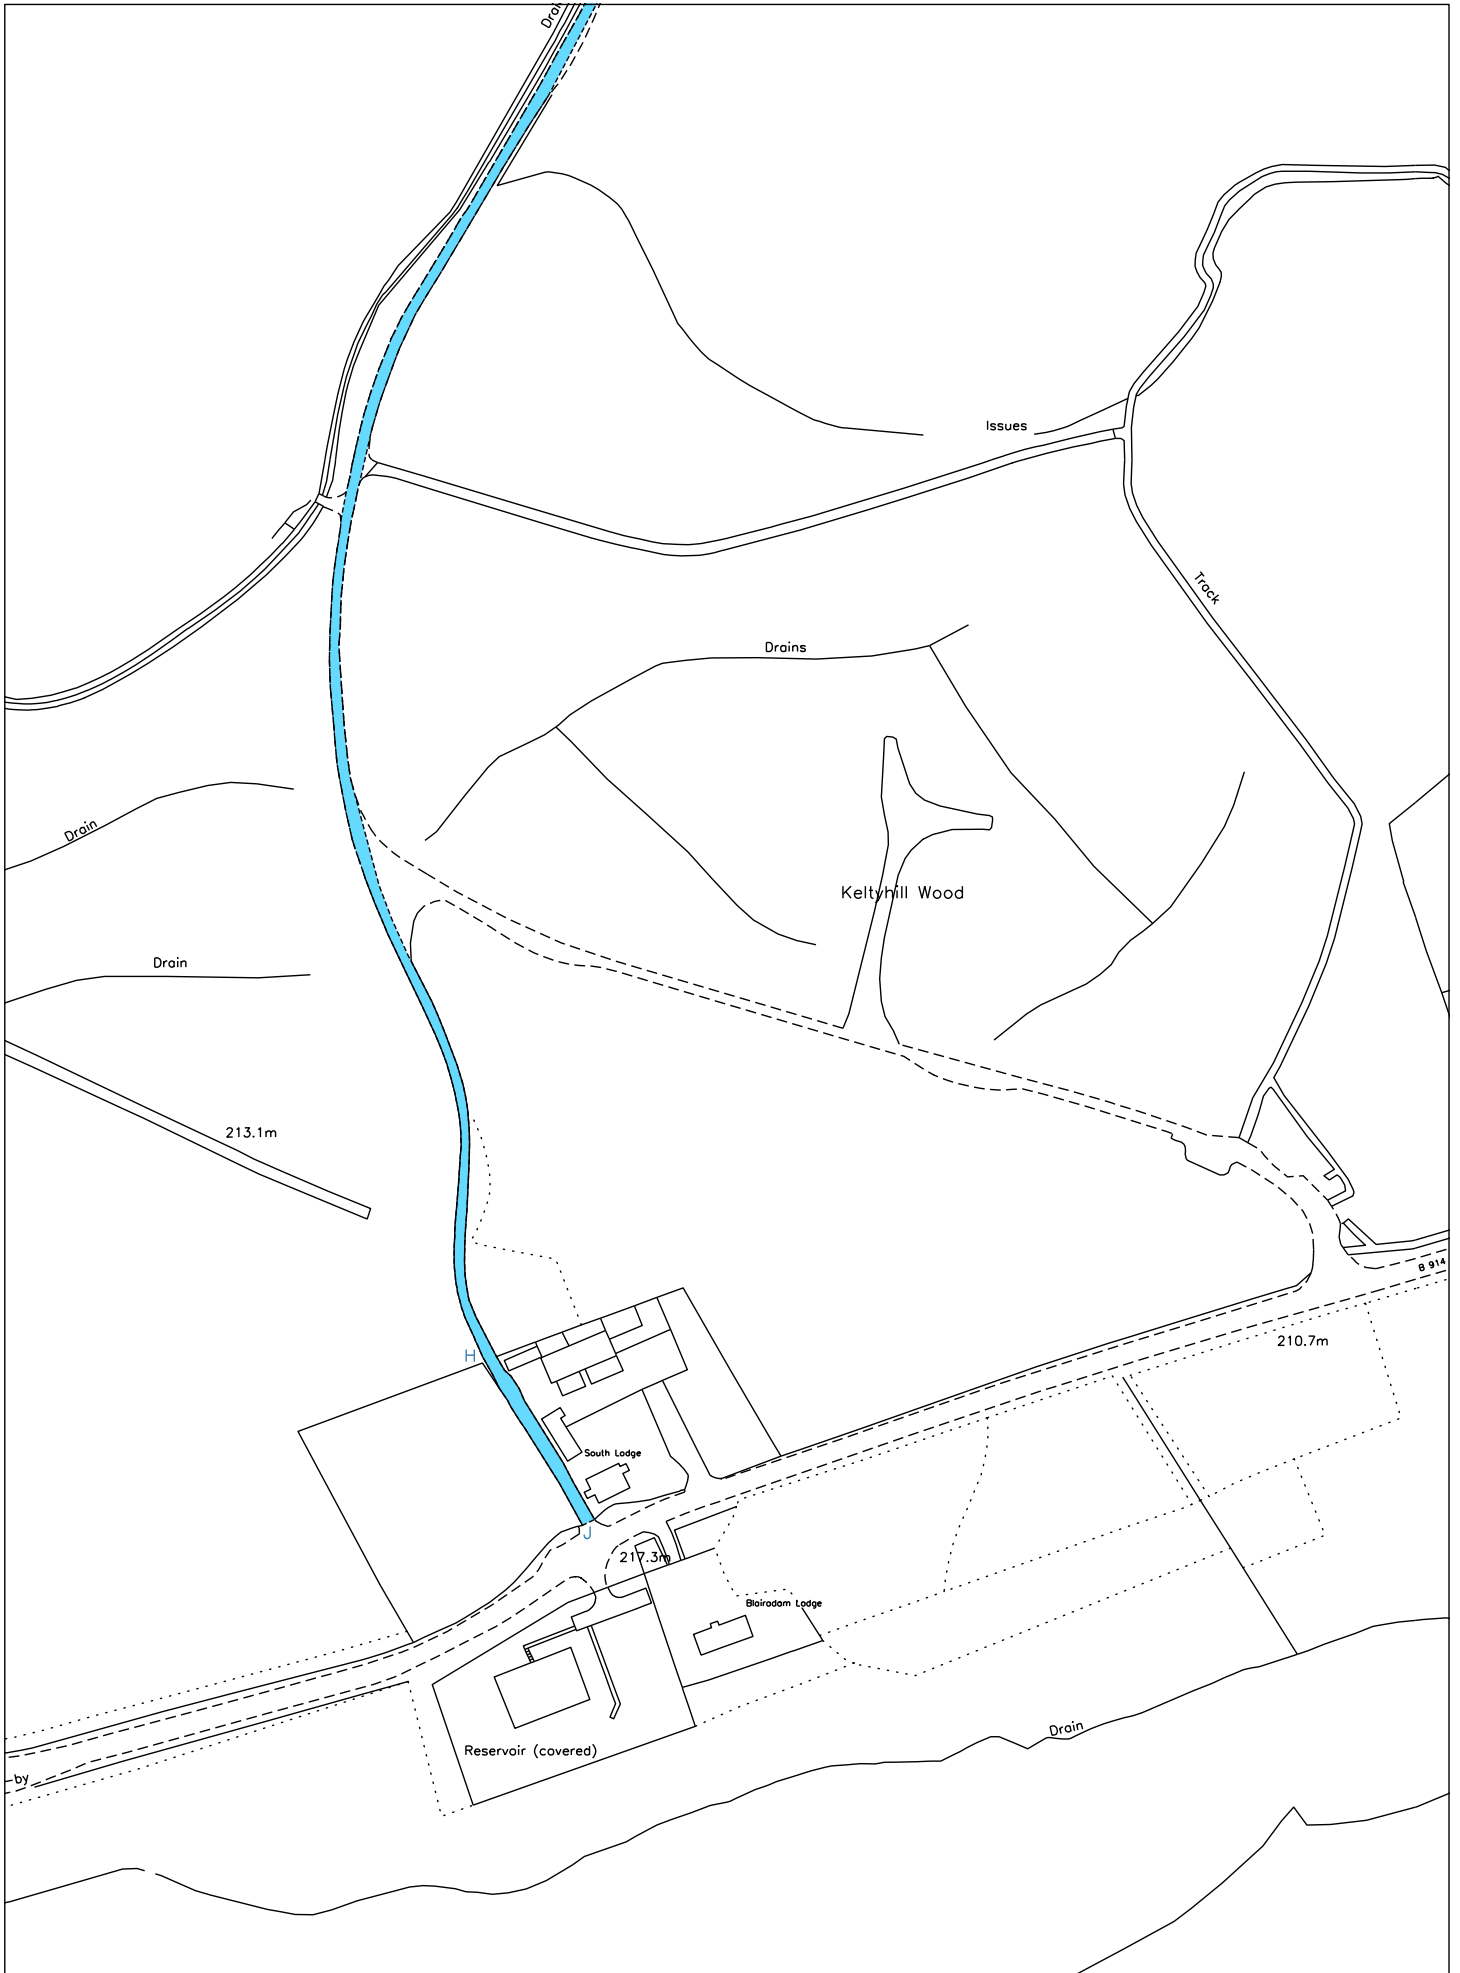 Issues
Track
Drains
Drain
Keltyhill Wood
Drain
213.1m
B 914
210.7m
H
South Lodge
J
217.3m
Blairadam Lodge
Drain
Reservoir (covered)
by